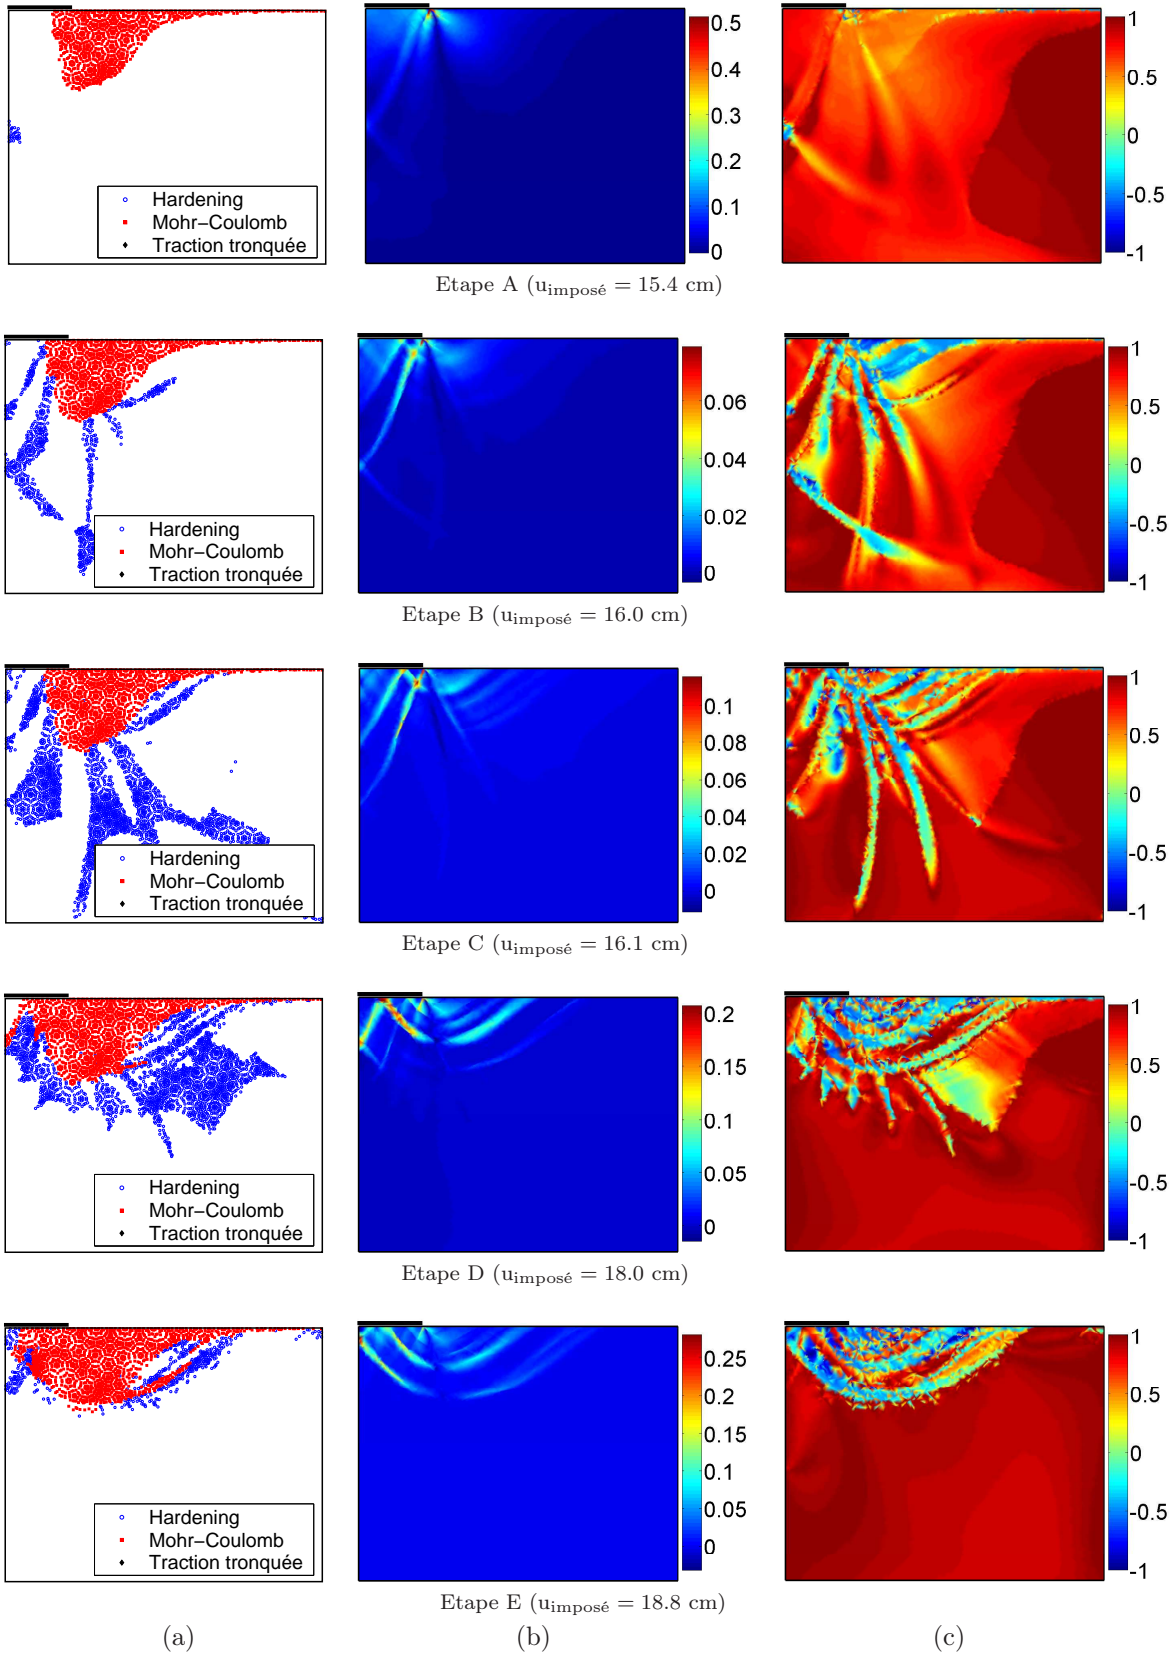 Hardening
Mohr−Coulomb
Traction tronquée
0.5
0.4
0.3
0.2
0.1
0
1
0.5
0
-0.5
-1
Etape A (u_imposé = 15.4 cm)
Hardening
Mohr−Coulomb
Traction tronquée
0.06
0.04
0.02
0
1
0.5
0
-0.5
-1
Etape B (u_imposé = 16.0 cm)
Hardening
Mohr−Coulomb
Traction tronquée
0.1
0.08
0.06
0.04
0.02
0
1
0.5
0
-0.5
-1
Etape C (u_imposé = 16.1 cm)
Hardening
Mohr−Coulomb
Traction tronquée
0.2
0.15
0.1
0.05
0
1
0.5
0
-0.5
-1
Etape D (u_imposé = 18.0 cm)
Hardening
Mohr−Coulomb
Traction tronquée
0.25
0.2
0.15
0.1
0.05
0
1
0.5
0
-0.5
-1
Etape E (u_imposé = 18.8 cm)
(a) (b) (c)